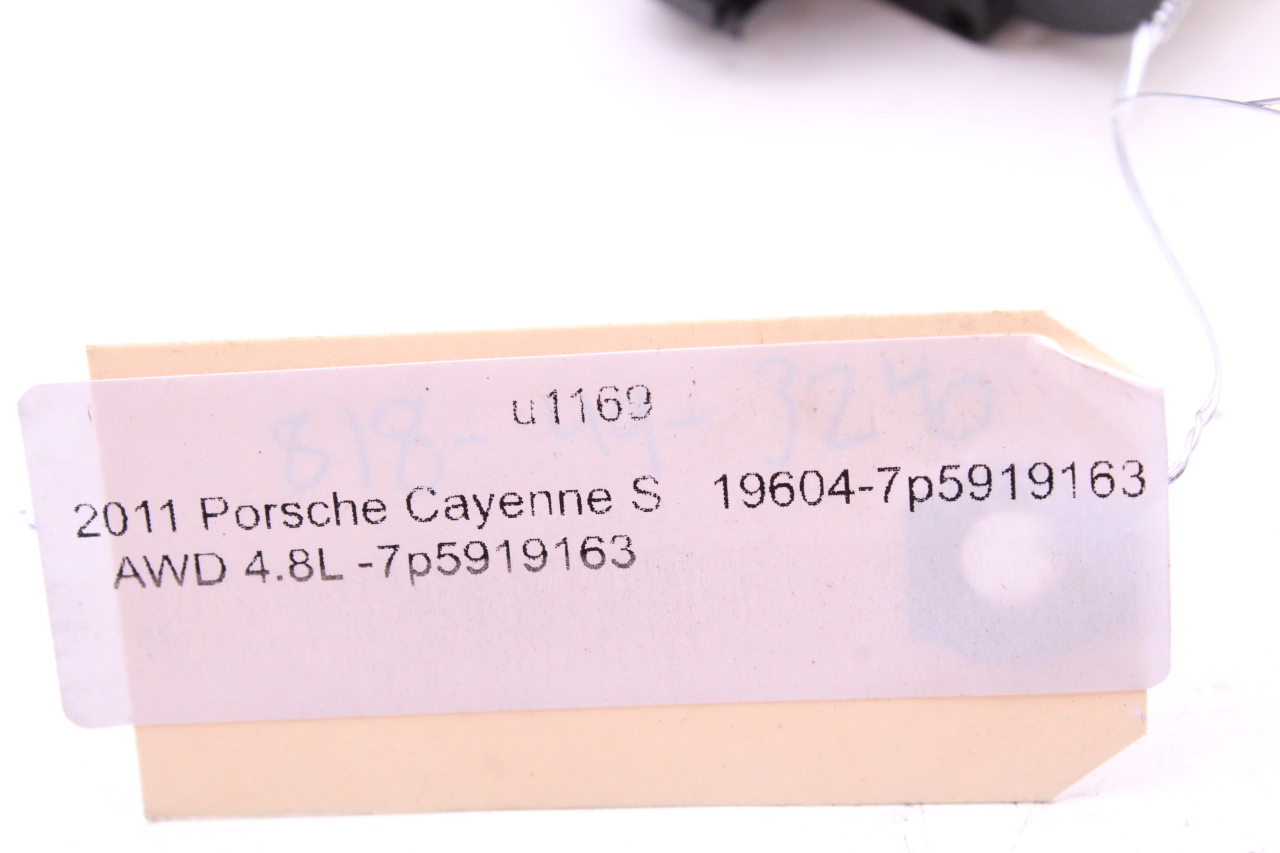 u1169
2011 Porsche Cayenne S 19604-7p5919163
AWD 4.8L -7p5919163